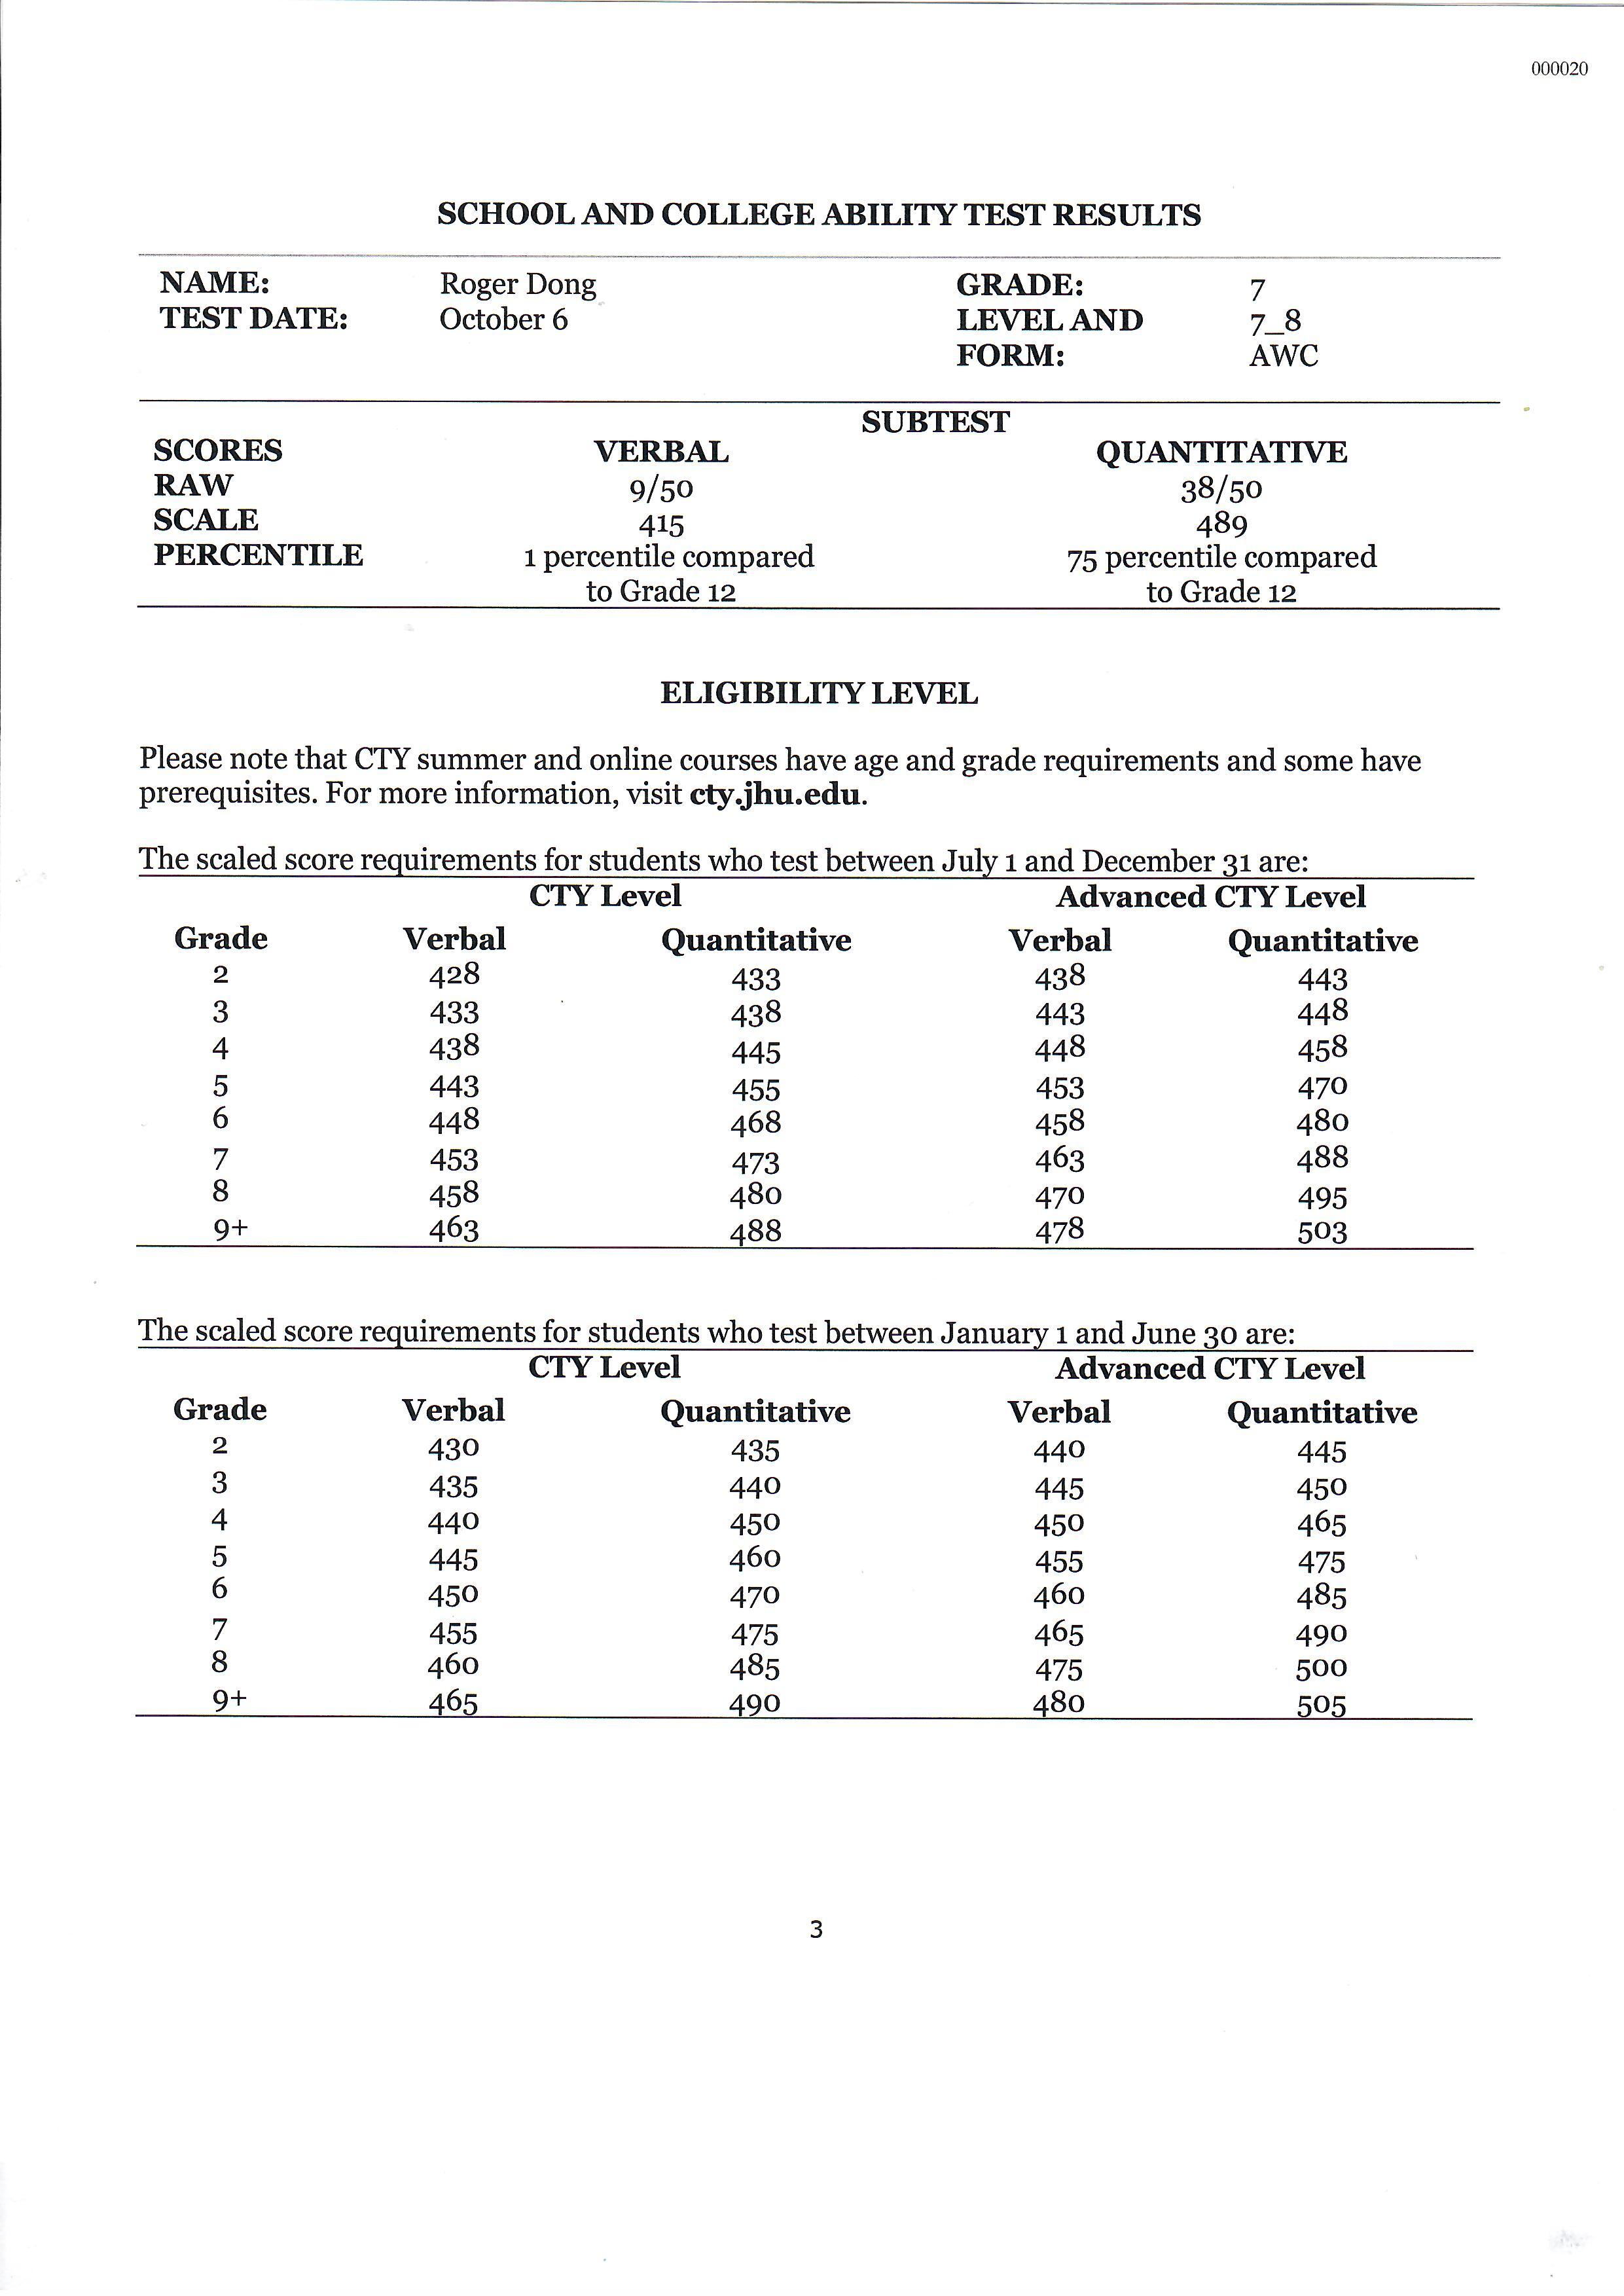 000020
SCHOOL AND COLLEGE ABILITY TEST RESULTS
NAME: Roger Dong GRADE: 7
TEST DATE: October 6 LEVEL AND 7_8
FORM: AWC
SUBTEST
SCORES VERBAL QUANTITATIVE
RAW 9/50 38/50
SCALE 415 489
PERCENTILE 1 percentile compared 75 percentile compared
to Grade 12 to Grade 12
ELIGIBILITY LEVEL
Please note that CTY summer and online courses have age and grade requirements and some have
prerequisites. For more information, visit cty.jhu.edu.
The scaled score requirements for students who test between July 1 and December 31 are:
CTY Level Advanced CTY Level
Grade Verbal Quantitative Verbal Quantitative
2 428 433 438 443
3 433 438 443 448
4 438 445 448 458
5 443 455 453 470
6 448 468 458 480
7 453 473 463 488
8 458 480 470 495
9+ 463 488 478 503
The scaled score requirements for students who test between January 1 and June 30 are:
CTY Level Advanced CTY Level
Grade Verbal Quantitative Verbal Quantitative
2 430 435 440 445
3 435 440 445 450
4 440 450 450 465
5 445 460 455 475
6 450 470 460 485
7 455 475 465 490
8 460 485 475 500
9+ 465 490 480 505
3